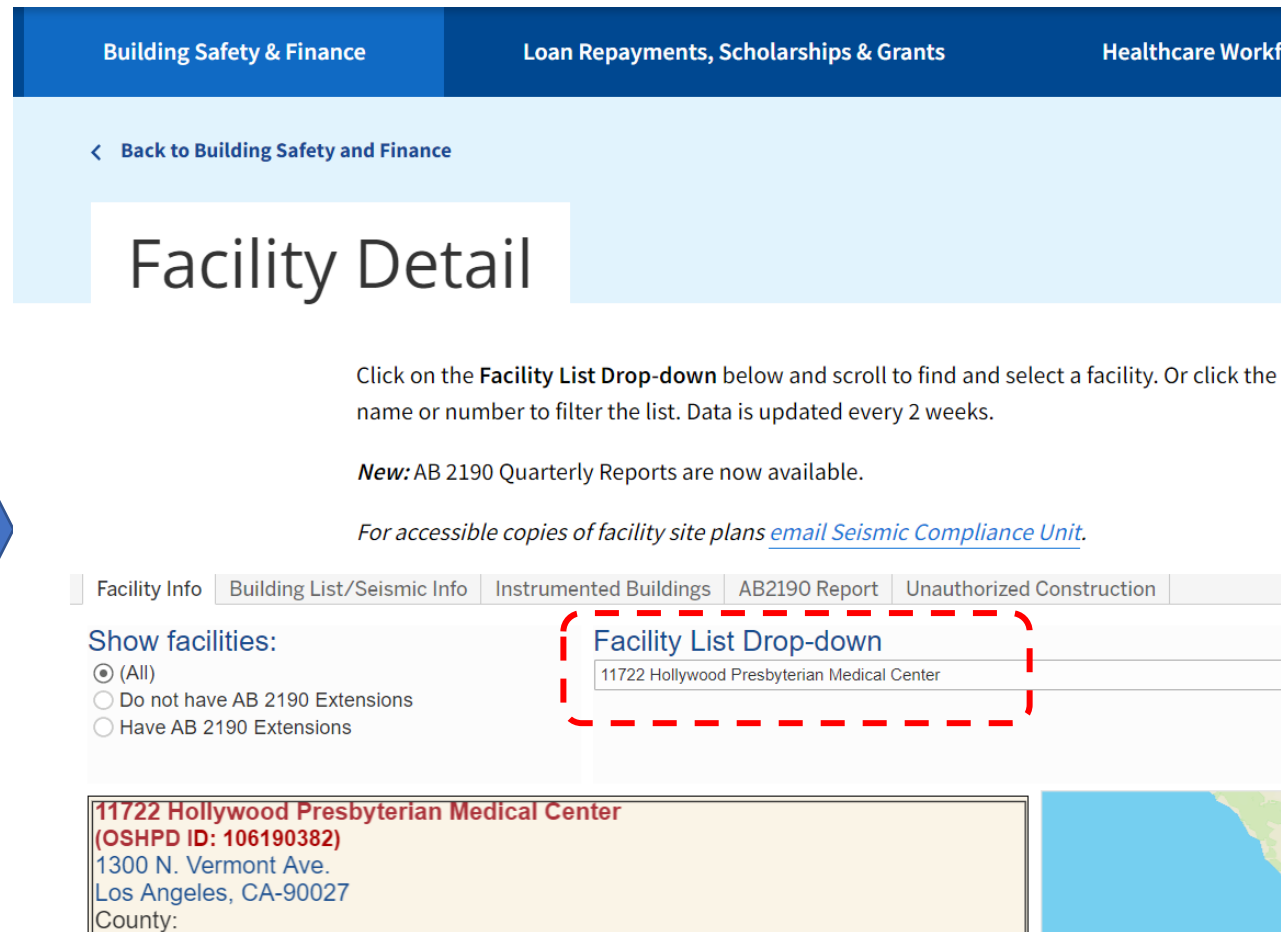 Building Safety & Finance
Loan Repayments, Scholarships & Grants
Healthcare Workf
Back to Building Safety and Finance
Facility Detail
Click on the Facility List Drop-down below and scroll to find and select a facility. Or click the
name or number to filter the list. Data is updated every 2 weeks.
New: AB 2190 Quarterly Reports are now available.
For accessible copies of facility site plans email Seismic Compliance Unit.
Facility Info
Building List/Seismic Info
Instrumented Buildings
AB2190 Report
Unauthorized Construction
Show facilities:
(All)
Do not have AB 2190 Extensions
Have AB 2190 Extensions
Facility List Drop-down
11722 Hollywood Presbyterian Medical Center
11722 Hollywood Presbyterian Medical Center
(OSHPD ID: 106190382)
1300 N. Vermont Ave.
Los Angeles, CA-90027
County: